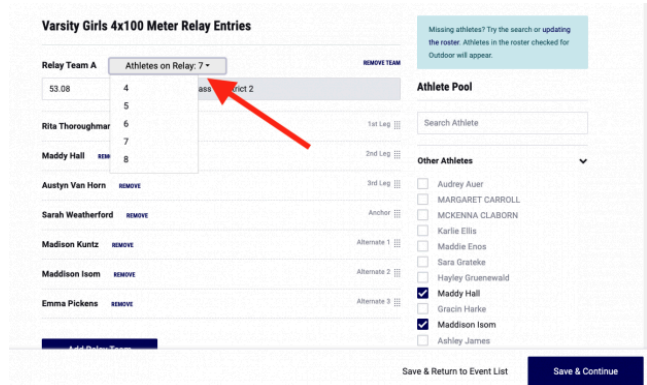 Varsity Girls 4x100 Meter Relay Entries
Relay Team A
Athletes on Relay: 7
REMOVE TEAM
53.08
4
5
6
7
8
Rita Thoroughmar
1st Leg
Maddy Hall
2nd Leg
Austyn Van Horn REMOVE
3rd Leg
Sarah Weatherford REMOVE
Anchor
Madison Kuntz REMOVE
Alternate 1
Maddison Isom REMOVE
Alternate 2
Emma Pickens REMOVE
Alternate 3
Add Relay Team
Missing athletes? Try the search or updating
the roster. Athletes in the roster checked for
Outdoor will appear.
Athlete Pool
Search Athlete
Other Athletes
Audrey Auer
MARGARET CARROLL
MCKENNA CLABORN
Karlie Ellis
Maddie Enos
Sara Grateke
Hayley Gruenewald
Maddy Hall
Gracin Harke
Maddison Isom
Ashley James
Save & Return to Event List
Save & Continue